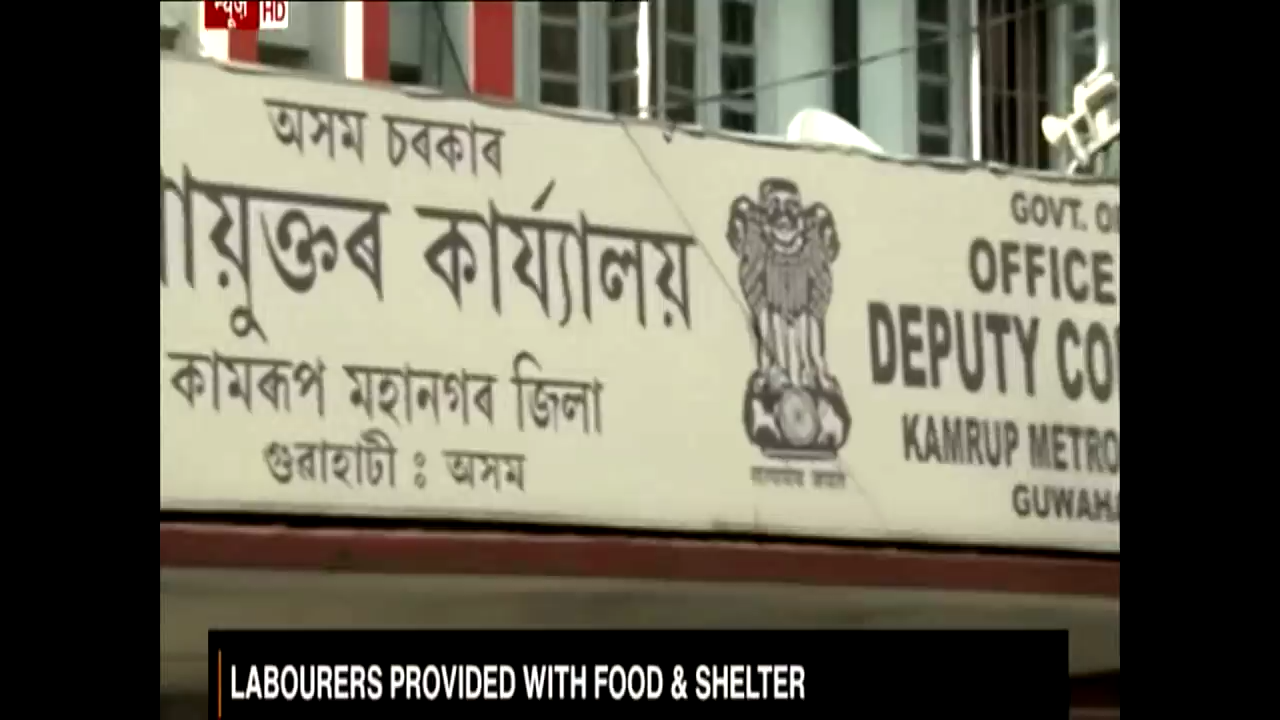 न्यूज़ HD
অসম চৰকাৰ
ায়ুক্তৰ কাৰ্য্যালয়
কামৰূপ মহানগৰ জিলা
গুৱাহাটী : অসম
GOVT. O
OFFICE
DEPUTY CO
KAMRUP METRO
GUWAHA
LABOURERS PROVIDED WITH FOOD & SHELTER